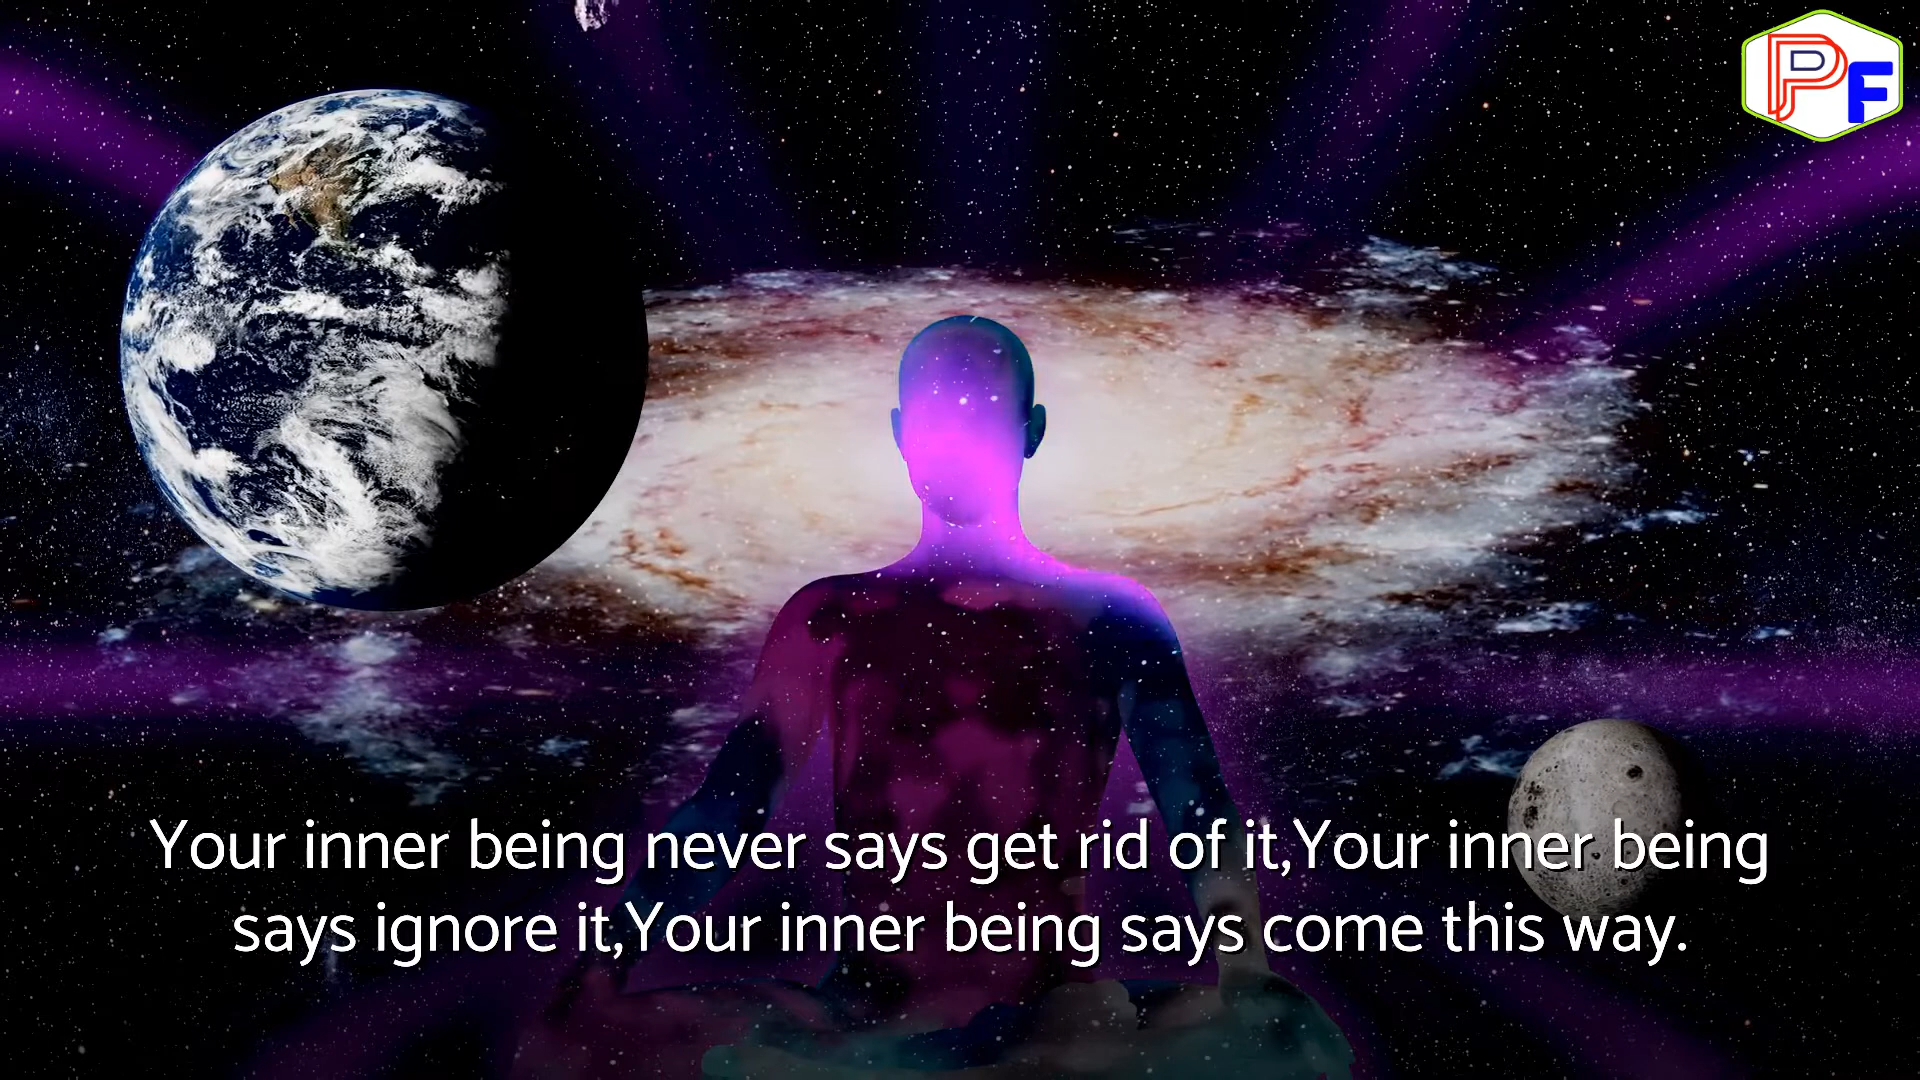 PF
Your inner being never says get rid of it,Your inner being
says ignore it,Your inner being says come this way.